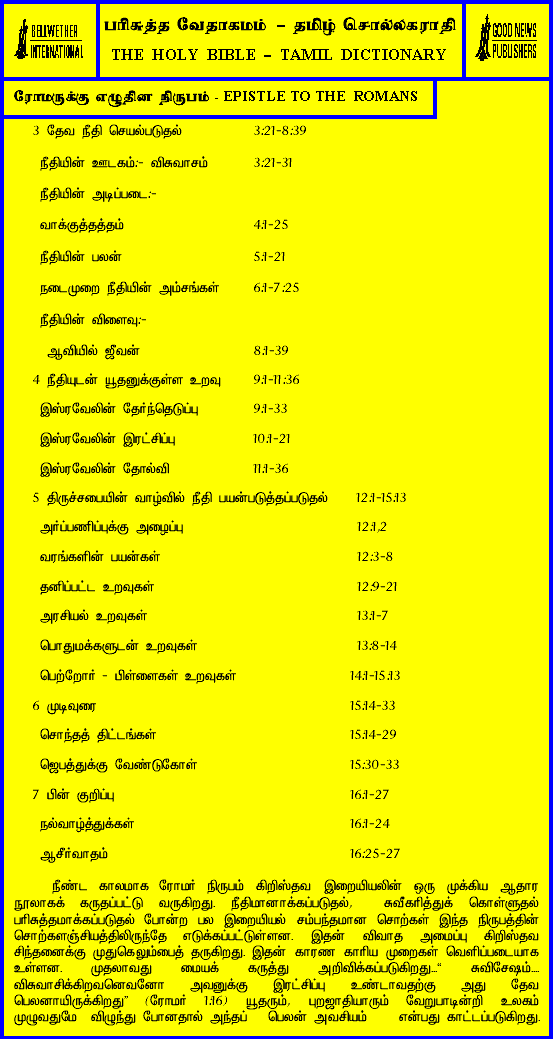 BELLWETHER
INTERNATIONAL
பரிசுத்த வேதாகமம் – தமிழ் சொல்லகராதி
THE HOLY BIBLE – TAMIL DICTIONARY
GOOD NEWS
PUBLISHERS
ரோமருக்கு எழுதின நிருபம் - EPISTLE TO THE ROMANS
3 தேவ நீதி செயல்படுதல் 3:21-8:39
நீதியின் ஊடகம்:- விசுவாசம் 3:21-31
நீதியின் அடிப்படை:-
வாக்குத்தத்தம் 4:1-25
நீதியின் பலன் 5:1-21
நடைமுறை நீதியின் அம்சங்கள் 6:1-7:25
நீதியின் விளைவு:-
ஆவியில் ஜீவன் 8:1-39
4 நீதியுடன் யூதனுக்குள்ள உறவு 9:1-11:36
இஸ்ரவேலின் தேர்ந்தெடுப்பு 9:1-33
இஸ்ரவேலின் இரட்சிப்பு 10:1-21
இஸ்ரவேலின் தோல்வி 11:1-36
5 திருச்சபையின் வாழ்வில் நீதி பயன்படுத்தப்படுதல் 12:1-15:13
அர்ப்பணிப்புக்கு அழைப்பு 12:1,2
வரங்களின் பயன்கள் 12:3-8
தனிப்பட்ட உறவுகள் 12:9-21
அரசியல் உறவுகள் 13:1-7
பொதுமக்களுடன் உறவுகள் 13:8-14
பெற்றோர் - பிள்ளைகள் உறவுகள் 14:1-15:13
6 முடிவுரை 15:14-33
சொந்தத் திட்டங்கள் 15:14-29
ஜெபத்துக்கு வேண்டுகோள் 15:30-33
7 பின் குறிப்பு 16:1-27
நல்வாழ்த்துக்கள் 16:1-24
ஆசீர்வாதம் 16:25-27
நீண்ட காலமாக ரோமர் நிருபம் கிறிஸ்தவ இறையியலின் ஒரு முக்கிய ஆதார
நூலாகக் கருதப்பட்டு வருகிறது. நீதிமானாக்கப்படுதல், சுவீகரித்துக் கொள்ளுதல்
பரிசுத்தமாக்கப்படுதல் போன்ற பல இறையியல் சம்பந்தமான சொற்கள் இந்த நிருபத்தின்
சொற்களஞ்சியத்திலிருந்தே எடுக்கப்பட்டுள்ளன. இதன் விவாத அமைப்பு கிறிஸ்தவ
சிந்தனைக்கு முதுகெலும்பைத் தருகிறது. இதன் காரண காரிய முறைகள் வெளிப்படையாக
உள்ளன. முதலாவது மையக் கருத்து அறிவிக்கப்படுகிறது...“ சுவிசேஷம்....
விசுவாசிக்கிறவனெவனோ அவனுக்கு இரட்சிப்பு உண்டாவதற்கு அது தேவ
பெலனாயிருக்கிறது” (ரோமர் 1:16) யூதரும், புறஜாதியாரும் வேறுபாடின்றி உலகம்
முழுவதுமே விழுந்து போனதால் அந்தப் பெலன் அவசியம் என்பது காட்டப்படுகிறது.